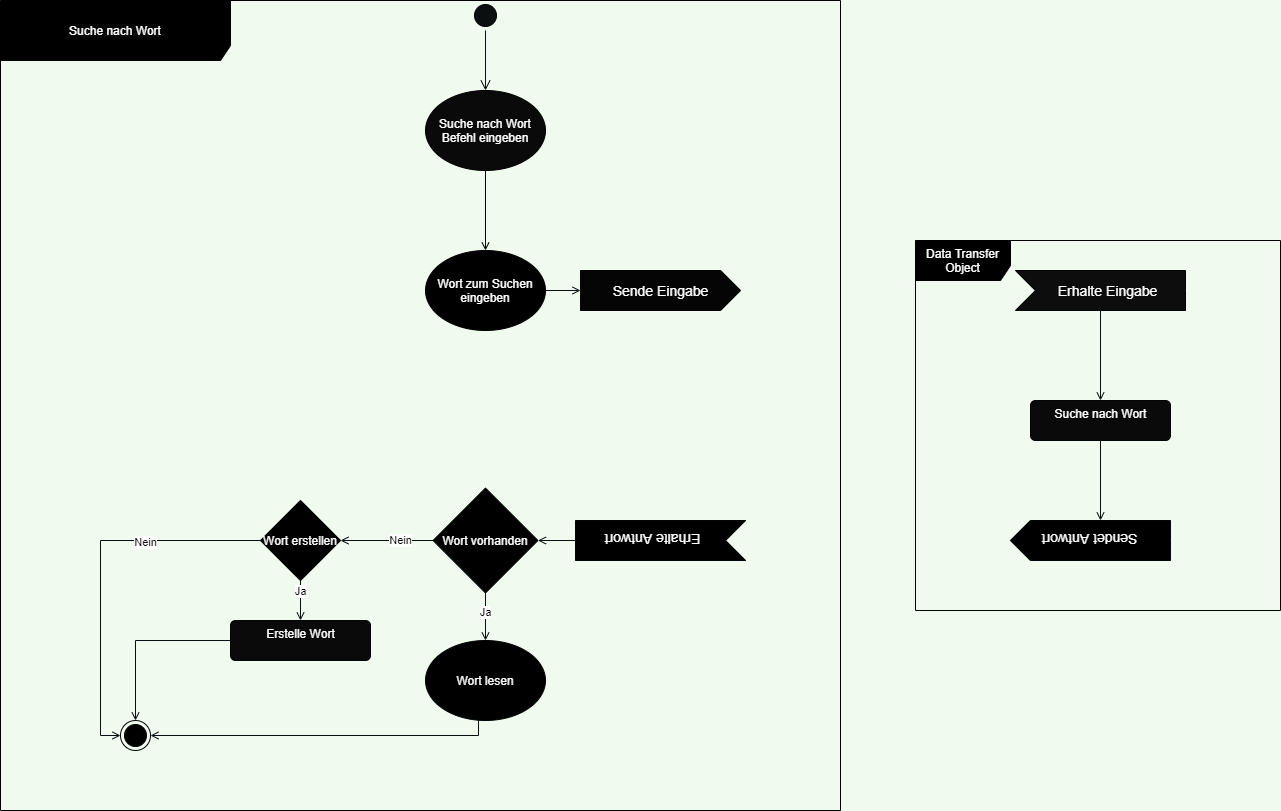 Suche nach Wort
Suche nach Wort
Befehl eingeben
Wort zum Suchen
eingeben
Sende Eingabe
Data Transfer
Object
Erhalte Eingabe
Suche nach Wort
Sendet Antwort
Erhalte Antwort
Wort vorhanden
Nein
Wort erstellen
Nein
Ja
Ja
Erstelle Wort
Wort lesen